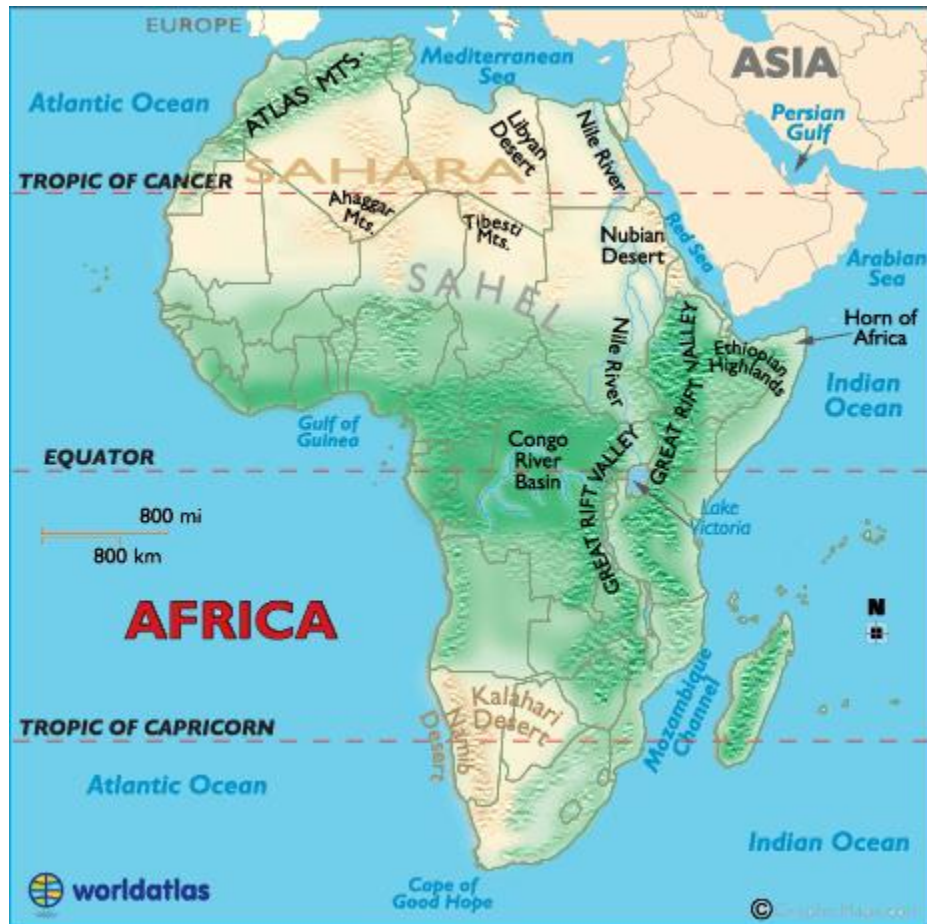 EUROPE
Mediterranean
Sea
ASIA
Atlantic Ocean
ATLAS MTS.
Persian
Gulf
Libyan
Desert
Nile River
SAHARA
TROPIC OF CANCER
Ahaggar
Mts.
Tibesti
Mts.
Nubian
Desert
Red Sea
Arabian
Sea
SAHEL
Horn of
Africa
Nile River
GREAT RIFT VALLEY
Ethiopian
Highlands
Indian
Ocean
Gulf of
Guinea
Congo
River
Basin
EQUATOR
GREAT RIFT VALLEY
Lake
Victoria
800 mi
800 km
AFRICA
N
Kalahari
Desert
Namib
Desert
Mozambique
Channel
TROPIC OF CAPRICORN
Atlantic Ocean
Indian Ocean
Cape of
Good Hope
worldatlas
©